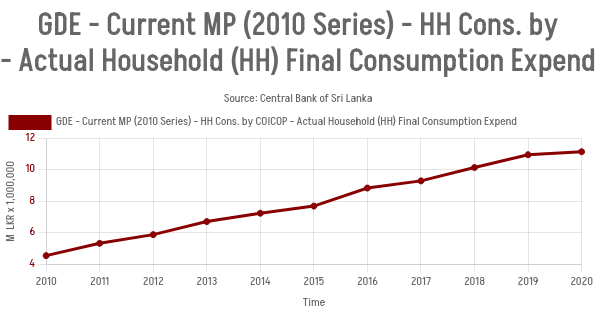 GDE - Current MP (2010 Series) - HH Cons. by
- Actual Household (HH) Final Consumption Expend
Source: Central Bank of Sri Lanka
GDE - Current MP (2010 Series) - HH Cons. by COICOP - Actual Household (HH) Final Consumption Expend
M LKR x 1,000,000
12
10
8
6
4
2010 2011 2012 2013 2014 2015 2016 2017 2018 2019 2020
Time